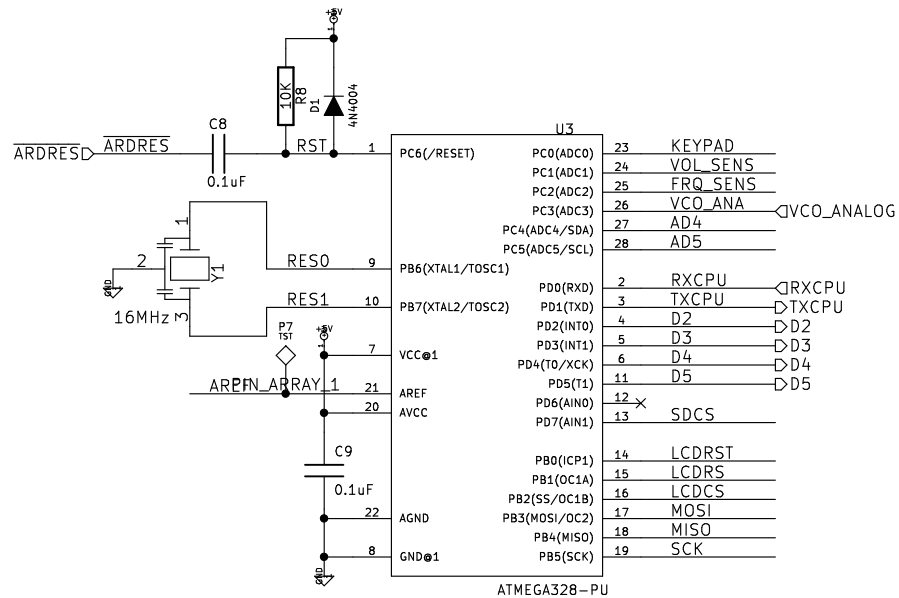 +5V
1
10K
R8
D1
4N4004
C8
0.1uF
ARDRES
ARDRES
RST
1
PC6(/RESET)
U3
PC0(ADC0) 23 KEYPAD
PC1(ADC1) 24 VOL_SENS
PC2(ADC2) 25 FRQ_SENS
PC3(ADC3) 26 VCO_ANA VCO_ANALOG
PC4(ADC4/SDA) 27 AD4
PC5(ADC5/SCL) 28 AD5
1
2
3
Y1
16MHz
GND
RES0 9 PB6(XTAL1/TOSC1)
RES1 10 PB7(XTAL2/TOSC2)
PD0(RXD) 2 RXCPU RXCPU
PD1(TXD) 3 TXCPU TXCPU
PD2(INT0) 4 D2 D2
PD3(INT1) 5 D3 D3
PD4(T0/XCK) 6 D4 D4
PD5(T1) 11 D5 D5
PD6(AIN0) 12
PD7(AIN1) 13 SDCS
P7
TST
+5V
1
7 VCC@1
AREF
PIN_ARRAY_1
21 AREF
20 AVCC
C9
0.1uF
22 AGND
8 GND@1
GND
PB0(ICP1) 14 LCDRST
PB1(OC1A) 15 LCDRS
PB2(SS/OC1B) 16 LCDCS
PB3(MOSI/OC2) 17 MOSI
PB4(MISO) 18 MISO
PB5(SCK) 19 SCK
ATMEGA328-PU